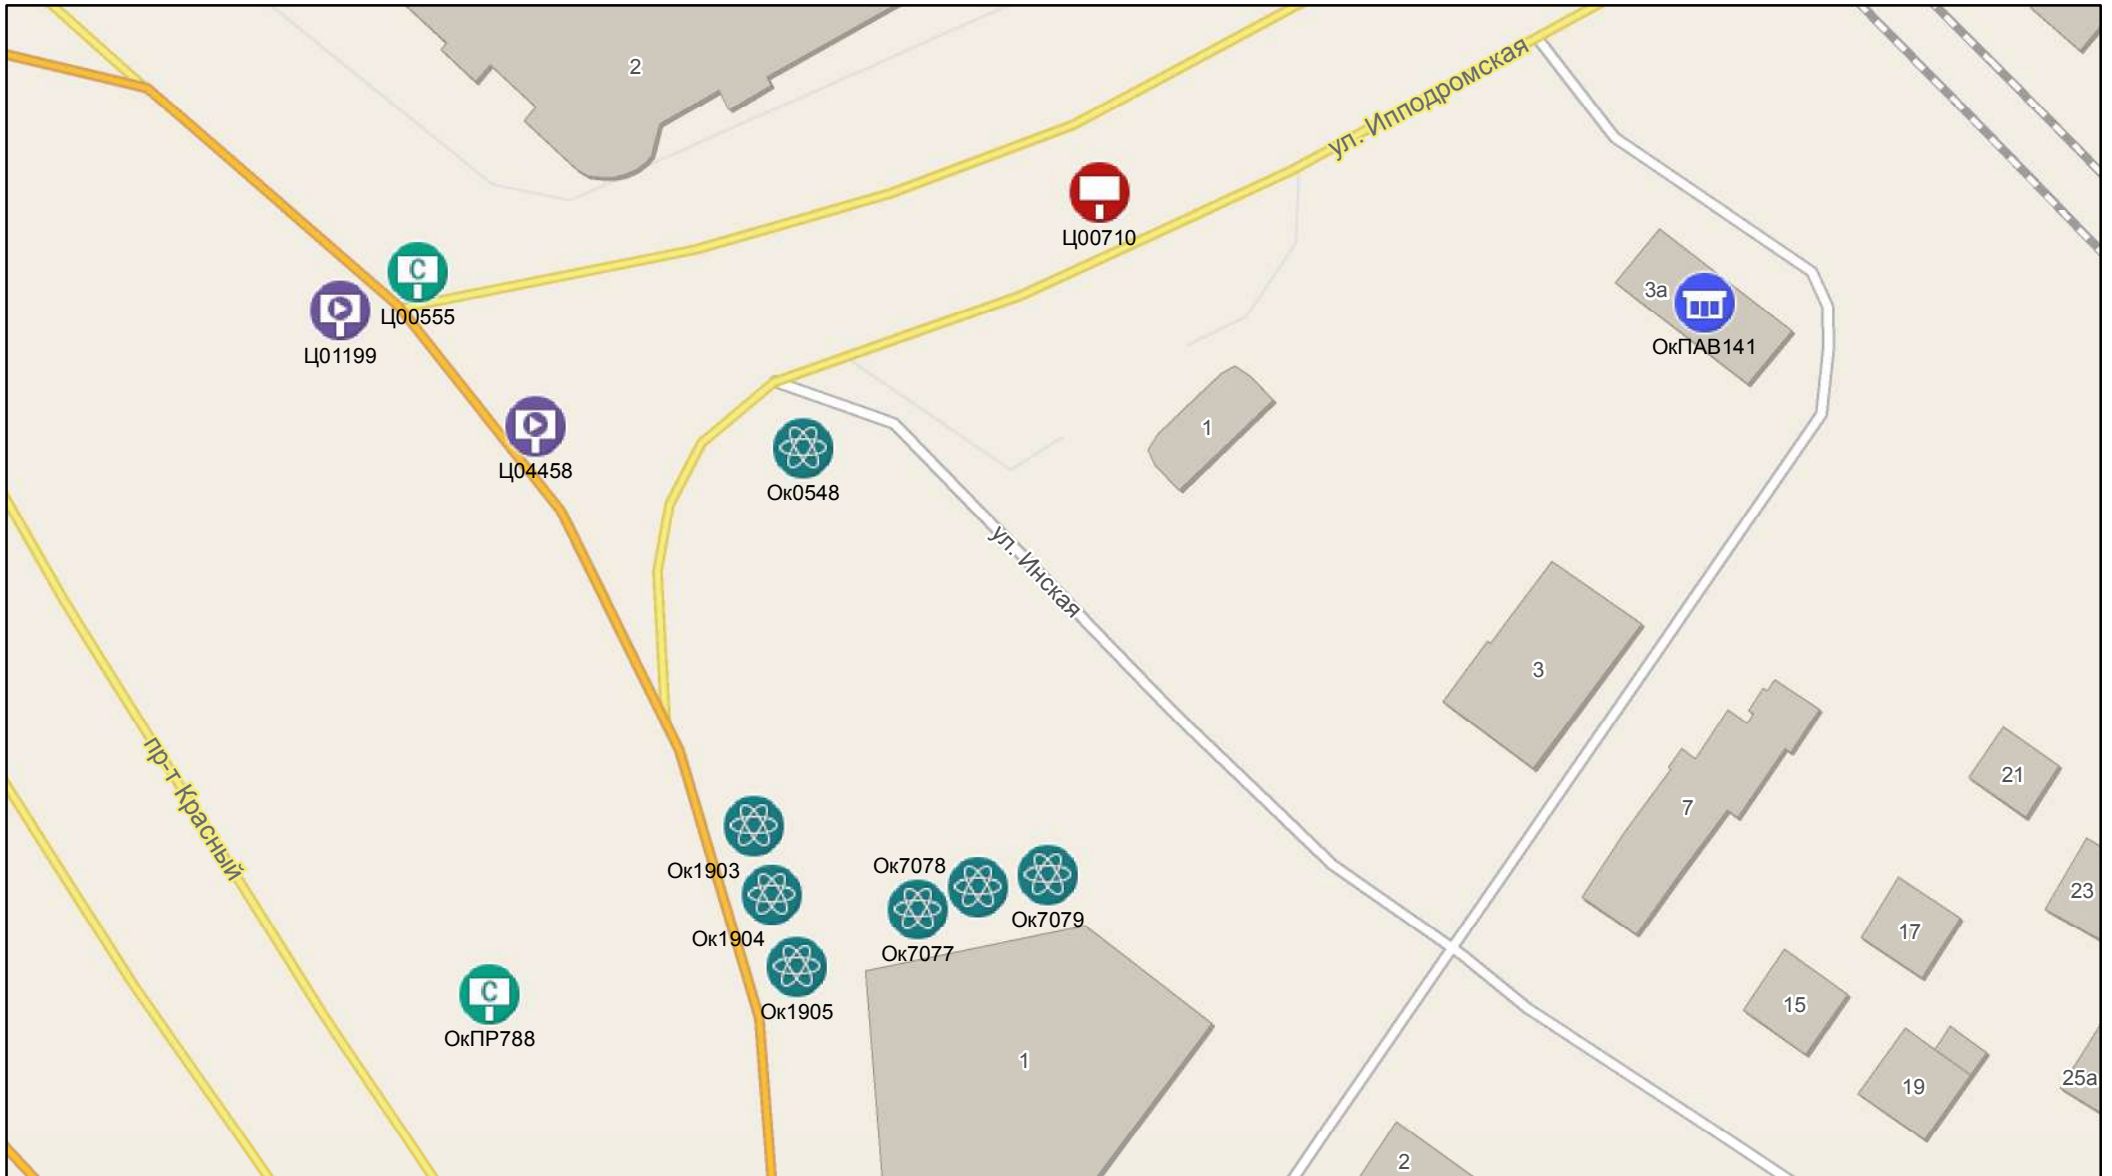 2
ул. Ипподромская
Ц00710
С
Ц00555
Ц01199
3а
ОкПАВ141
Ц04458
1
Ок0548
ул. Инская
3
пр-т Красный
7
21
Ок1903
Ок7078
Ок7079
23
Ок1904
Ок7077
17
С
Ок1905
15
ОкПР788
1
25а
19
2